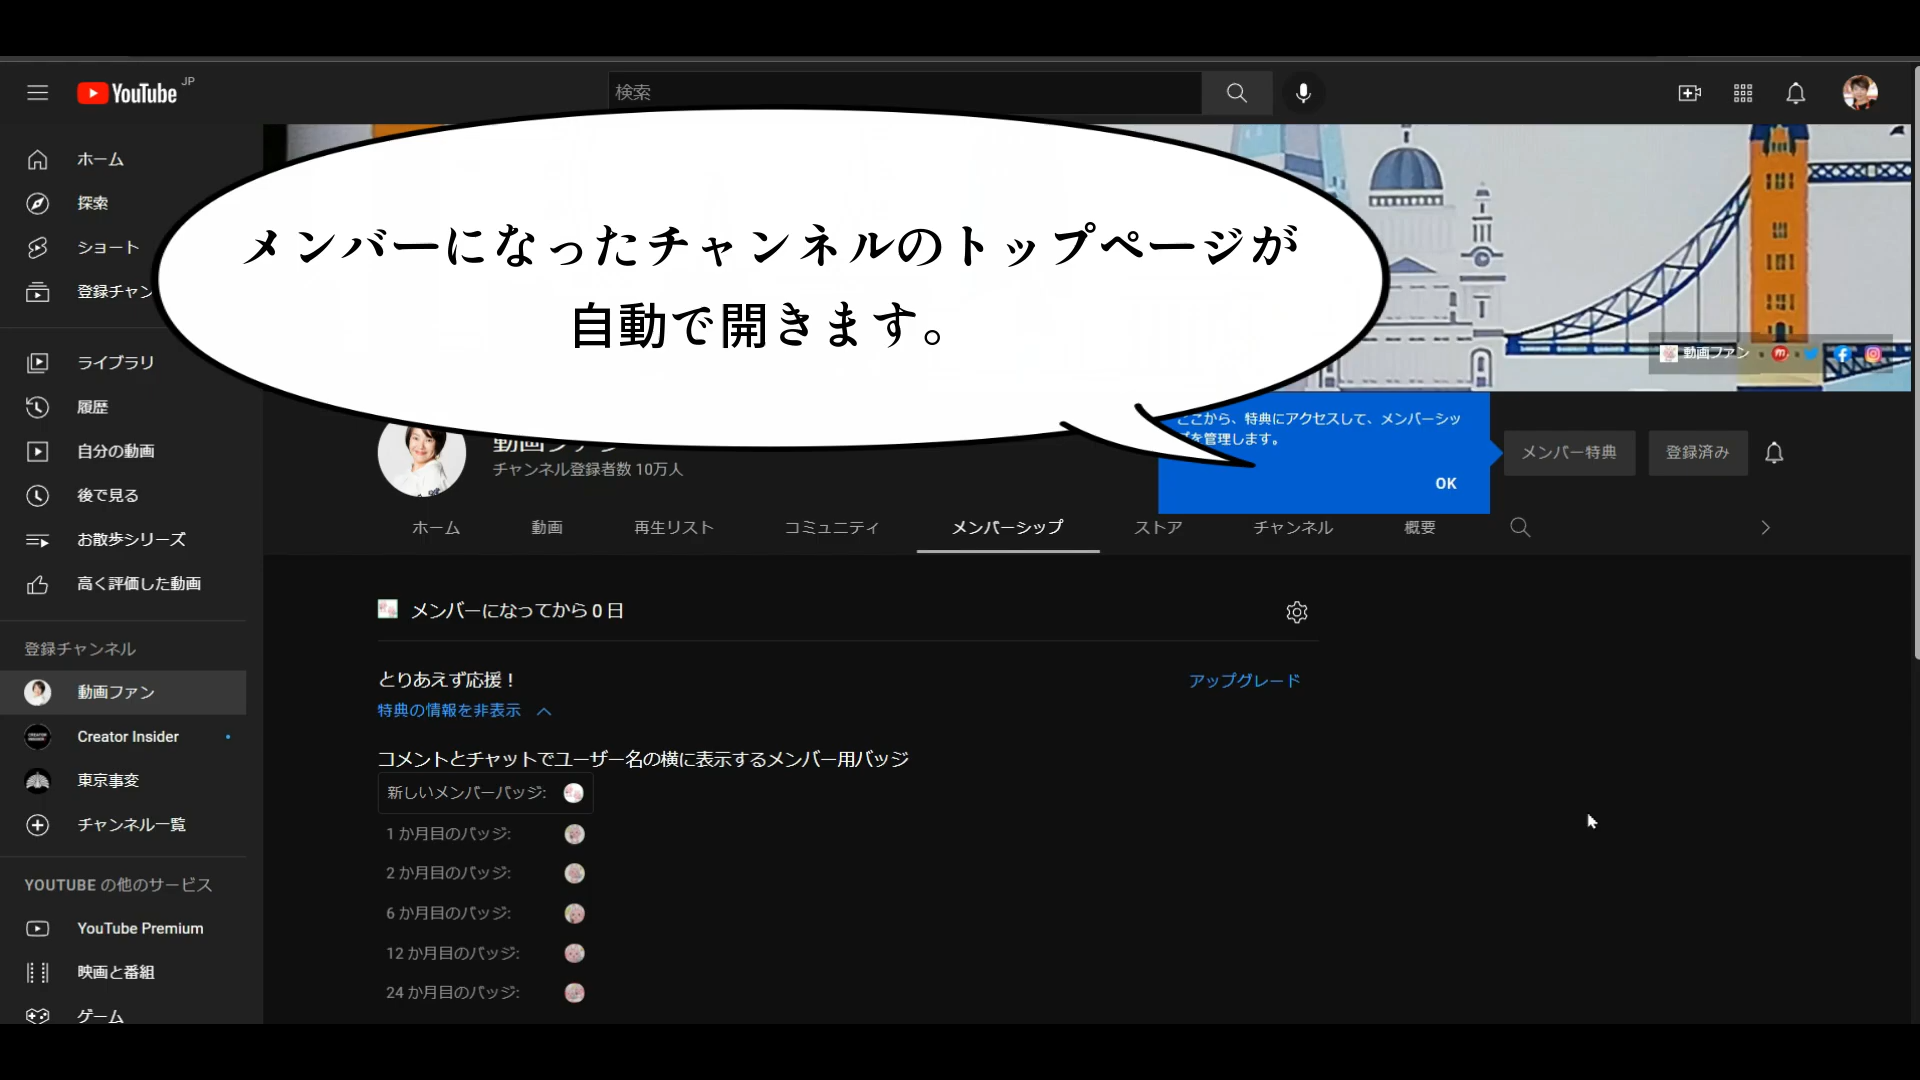 YouTube JP
検索
ホーム
探索
ショート
登録チャン
ライブラリ
履歴
自分の動画
後で見る
お散歩シリーズ
高く評価した動画
登録チャンネル
動画ファン
Creator Insider
東京事変
チャンネル一覧
YOUTUBE の他のサービス
YouTube Premium
映画と番組
ゲーム
メンバーになったチャンネルのトップページが
自動で開きます。
動画ファン
動画ファン
チャンネル登録者数 10万人
ここから、特典にアクセスして、メンバーシッ
プを管理します。
OK
メンバー特典
登録済み
ホーム
動画
再生リスト
コミュニティ
メンバーシップ
ストア
チャンネル
概要
メンバーになってから 0 日
とりあえず応援！
アップグレード
特典の情報を非表示
コメントとチャットでユーザー名の横に表示するメンバー用バッジ
新しいメンバーバッジ:
1 か月目のバッジ:
2 か月目のバッジ:
6 か月目のバッジ:
12 か月目のバッジ:
24 か月目のバッジ: